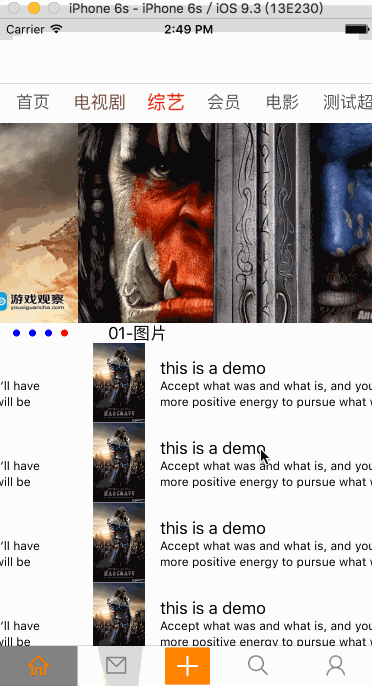 iPhone 6s - iPhone 6s / iOS 9.3 (13E230)
Carrier 2:49 PM
首页 电视剧 综艺 会员 电影 测试超
游戏观察
www.youxiguancha.com
01-图片
'll have
will be
this is a demo
Accept what was and what is, and you
more positive energy to pursue what w
'll have
will be
this is a demo
Accept what was and what is, and you
more positive energy to pursue what w
'll have
will be
this is a demo
Accept what was and what is, and you
more positive energy to pursue what w
'll have
will be
this is a demo
Accept what was and what is, and you
more positive energy to pursue what w